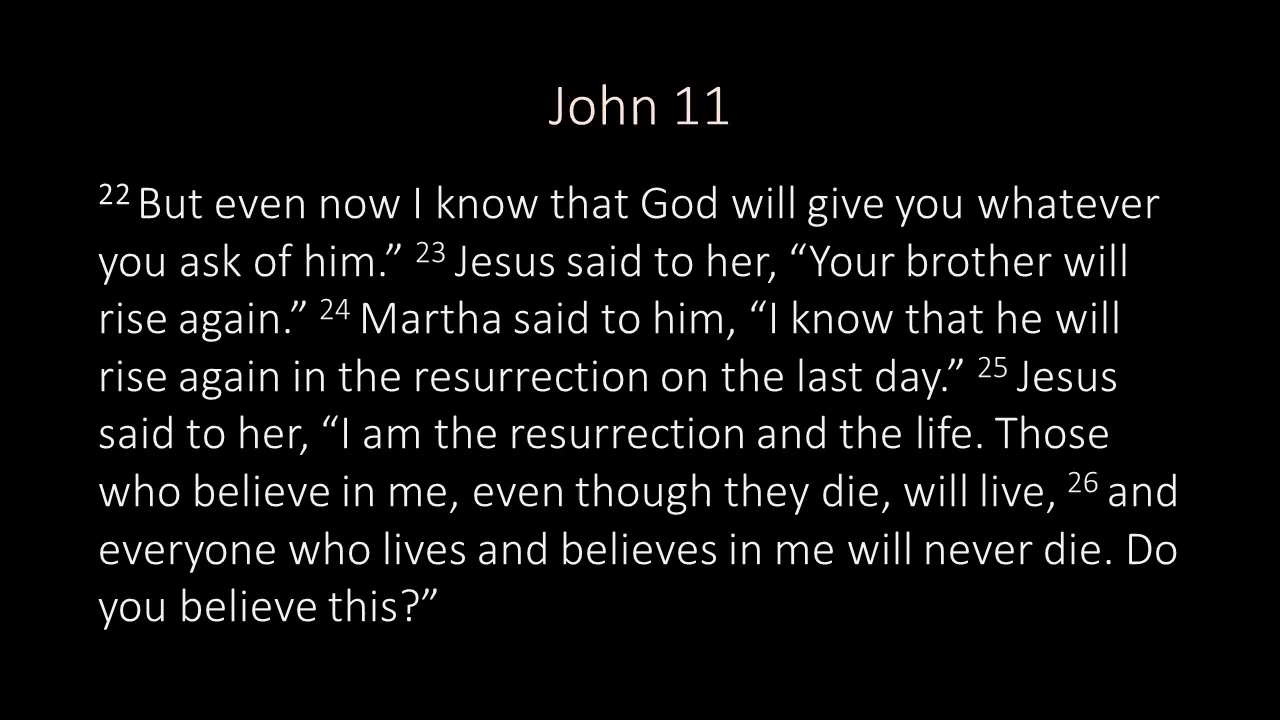 John 11
22 But even now I know that God will give you whatever
you ask of him.” 23 Jesus said to her, “Your brother will
rise again.” 24 Martha said to him, “I know that he will
rise again in the resurrection on the last day.” 25 Jesus
said to her, “I am the resurrection and the life. Those
who believe in me, even though they die, will live, 26 and
everyone who lives and believes in me will never die. Do
you believe this?”